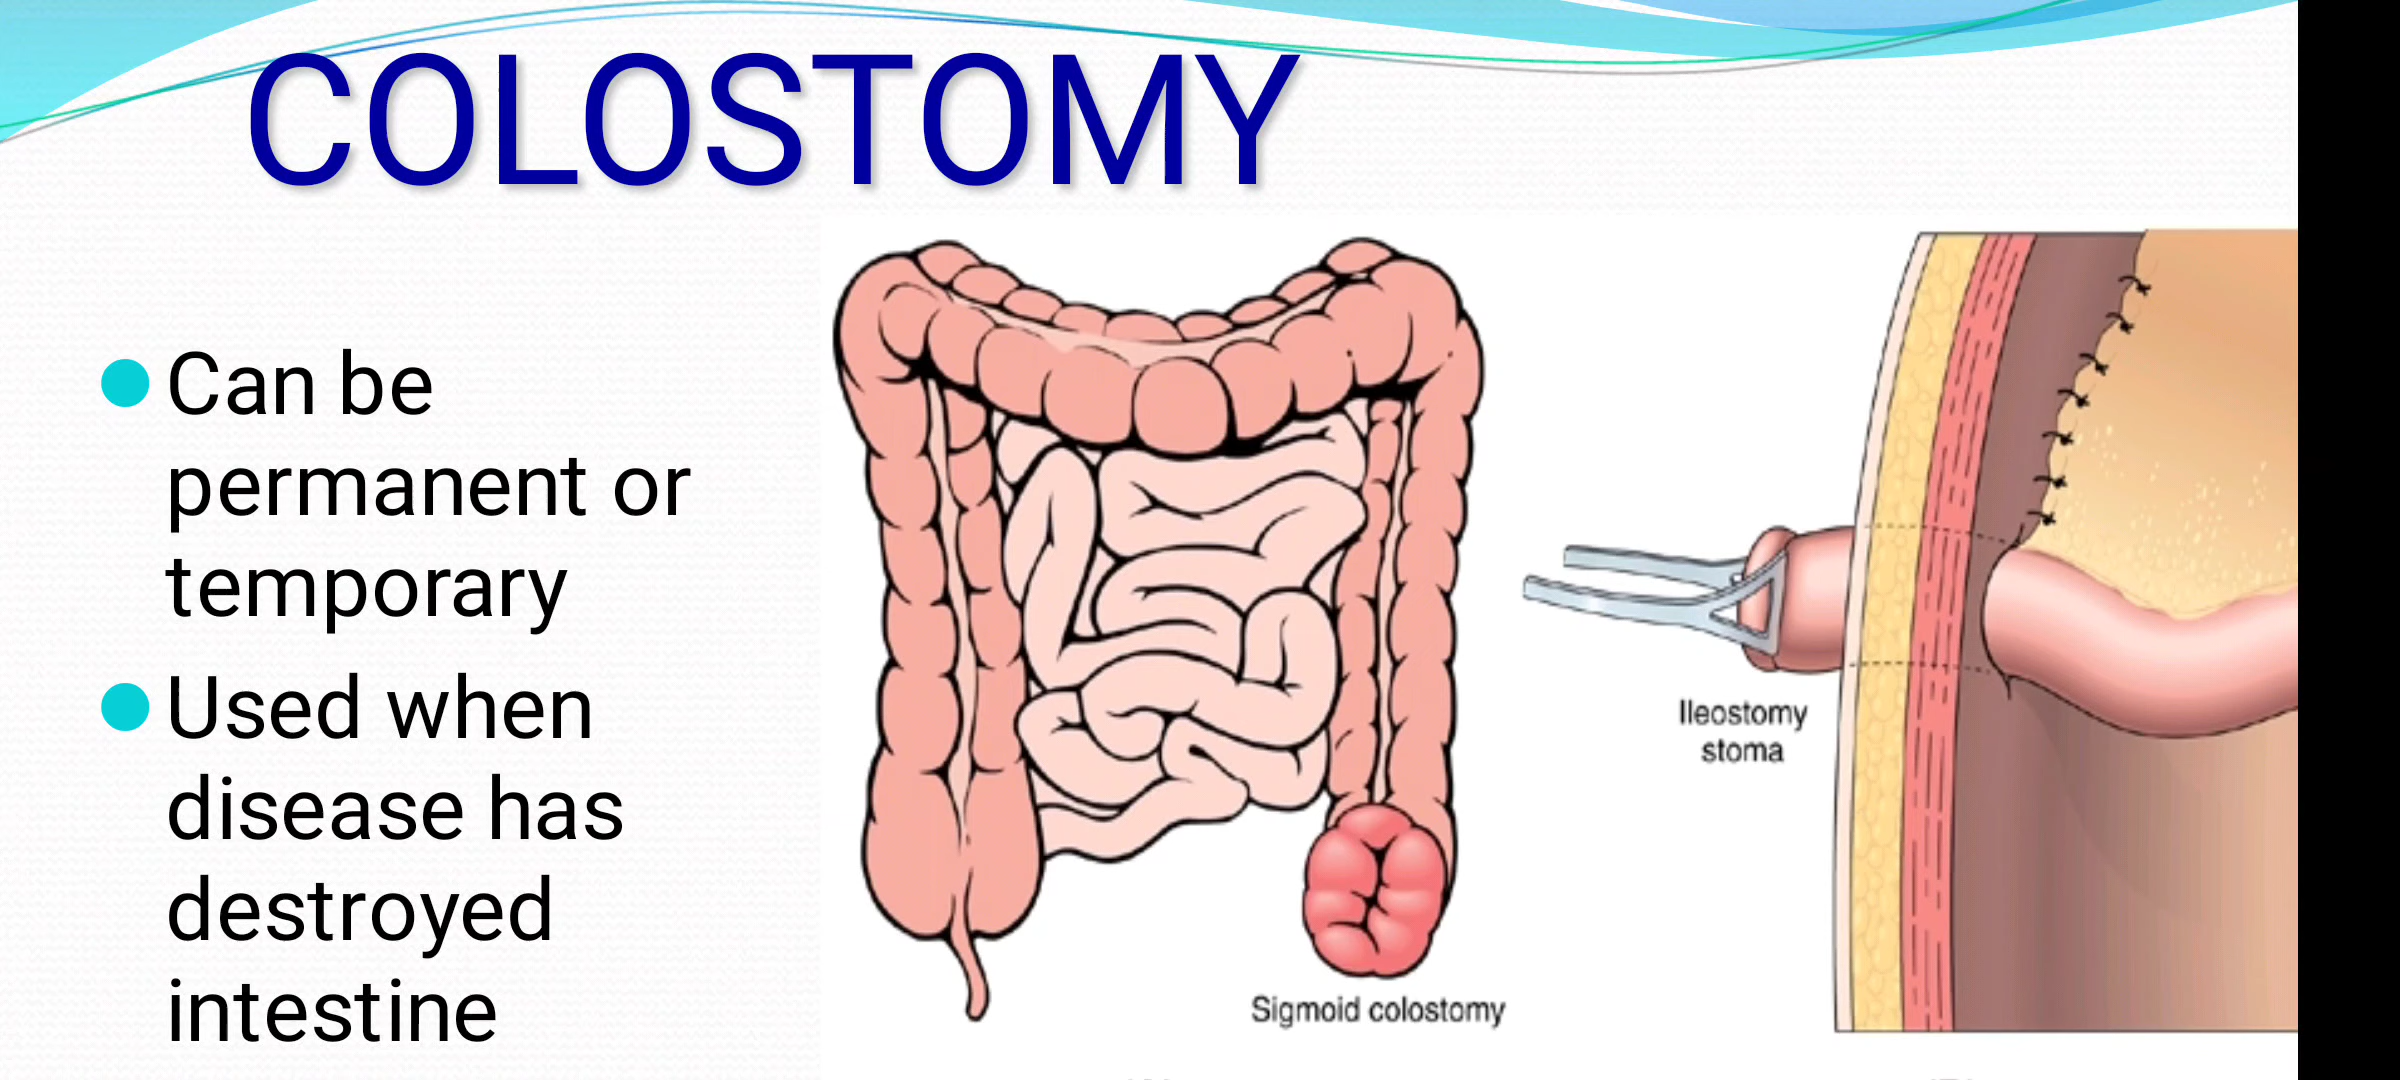 COLOSTOMY
Can be
permanent or
temporary
Used when
disease has
destroyed
intestine
Sigmoid colostomy
Ileostomy
stoma